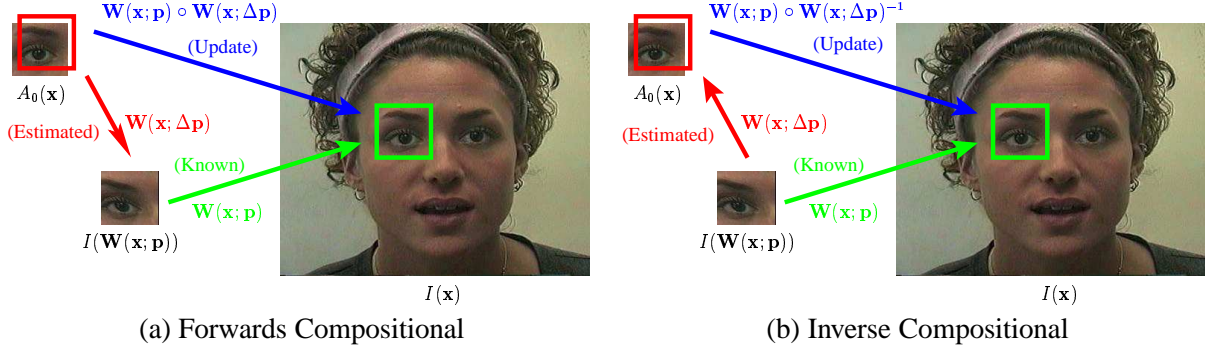 W(x; p) ∘ W(x; Δp)
(Update)
A₀(x)
(Estimated)
W(x; Δp)
(Known)
W(x; p)
I(W(x; p))
I(x)
(a) Forwards Compositional
W(x; p) ∘ W(x; Δp)⁻¹
(Update)
A₀(x)
(Estimated)
W(x; Δp)
(Known)
W(x; p)
I(W(x; p))
I(x)
(b) Inverse Compositional